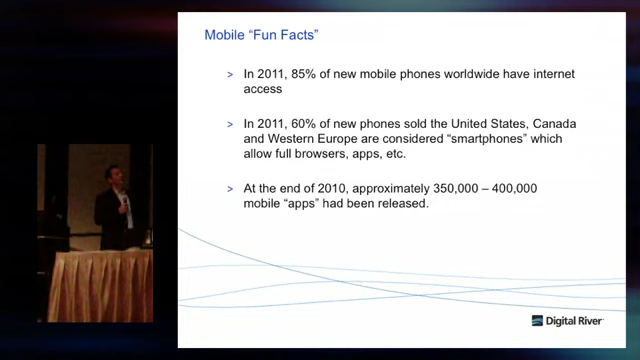 Mobile “Fun Facts”
> In 2011, 85% of new mobile phones worldwide have internet
access
> In 2011, 60% of new phones sold the United States, Canada
and Western Europe are considered “smartphones” which
allow full browsers, apps, etc.
> At the end of 2010, approximately 350,000 – 400,000
mobile “apps” had been released.
Digital River